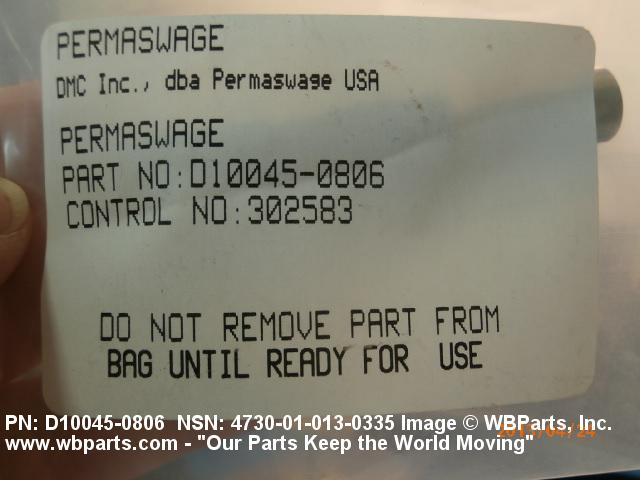 PERMASWAGE
DMC Inc., dba Permaswage USA
PERMASWAGE
PART NO:D10045-0806
CONTROL NO:302583
DO NOT REMOVE PART FROM
BAG UNTIL READY FOR USE
PN: D10045-0806 NSN: 4730-01-013-0335 Image © WBParts, Inc.
www.wbparts.com - "Our Parts Keep the World Moving"